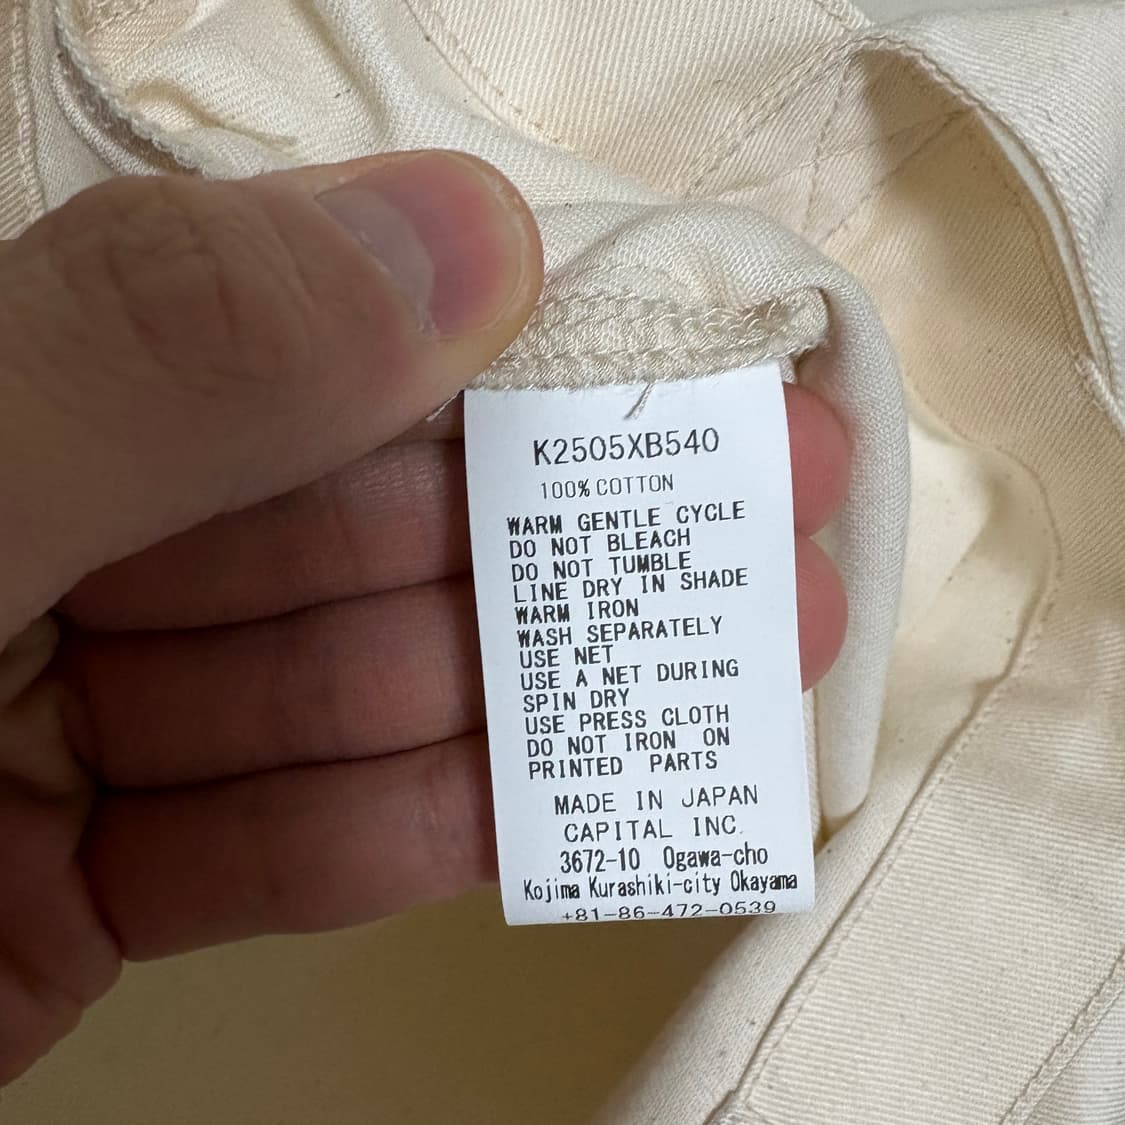 K2505XB540
100% COTTON
WARM GENTLE CYCLE
DO NOT BLEACH
DO NOT TUMBLE
LINE DRY IN SHADE
WARM IRON
WASH SEPARATELY
USE NET
USE A NET DURING
SPIN DRY
USE PRESS CLOTH
DO NOT IRON ON
PRINTED PARTS
MADE IN JAPAN
CAPITAL INC.
3672-10 Ogawa-cho
Kojima Kurashiki-city Okayama
+81-86-472-0539